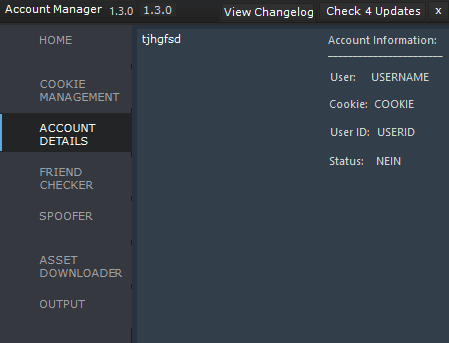 Account Manager 1.3.0 1.3.0 View Changelog Check 4 Updates x
HOME
COOKIE
MANAGEMENT
ACCOUNT
DETAILS
FRIEND
CHECKER
SPOOFER
ASSET
DOWNLOADER
OUTPUT
tjhgfsd
Account Information:
User: USERNAME
Cookie: COOKIE
User ID: USERID
Status: NEIN